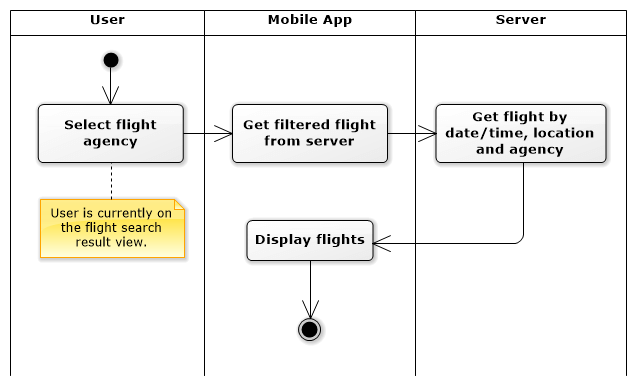 User
Mobile App
Server
Select flight
agency
Get filtered flight
from server
Get flight by
date/time, location
and agency
User is currently on
the flight search
result view.
Display flights